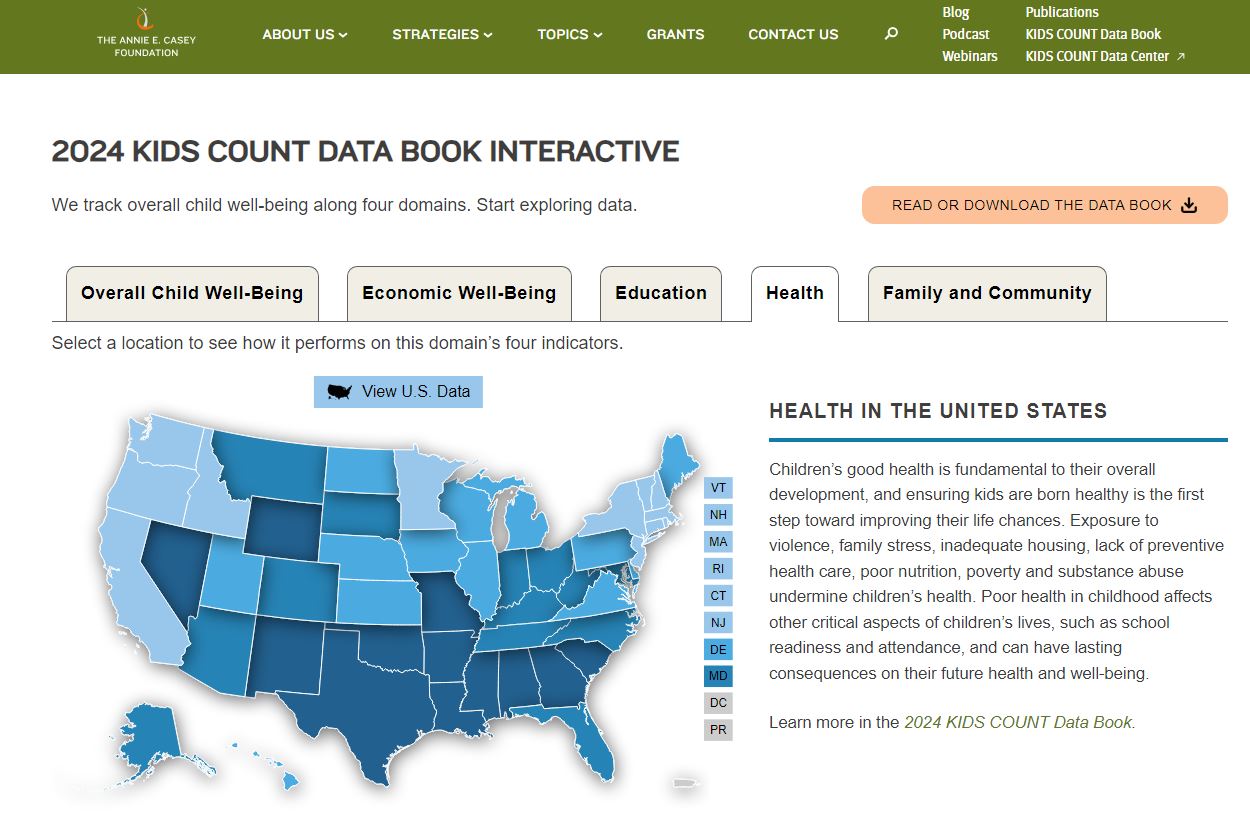 THE ANNIE E. CASEY
FOUNDATION
ABOUT US
STRATEGIES
TOPICS
GRANTS
CONTACT US
Blog
Podcast
Webinars
Publications
KIDS COUNT Data Book
KIDS COUNT Data Center
2024 KIDS COUNT DATA BOOK INTERACTIVE
We track overall child well-being along four domains. Start exploring data.
READ OR DOWNLOAD THE DATA BOOK
Overall Child Well-Being
Economic Well-Being
Education
Health
Family and Community
Select a location to see how it performs on this domain's four indicators.
View U.S. Data
VT
NH
MA
RI
CT
NJ
DE
MD
DC
PR
HEALTH IN THE UNITED STATES
Children's good health is fundamental to their overall
development, and ensuring kids are born healthy is the first
step toward improving their life chances. Exposure to
violence, family stress, inadequate housing, lack of preventive
health care, poor nutrition, poverty and substance abuse
undermine children's health. Poor health in childhood affects
other critical aspects of children's lives, such as school
readiness and attendance, and can have lasting
consequences on their future health and well-being.
Learn more in the 2024 KIDS COUNT Data Book.